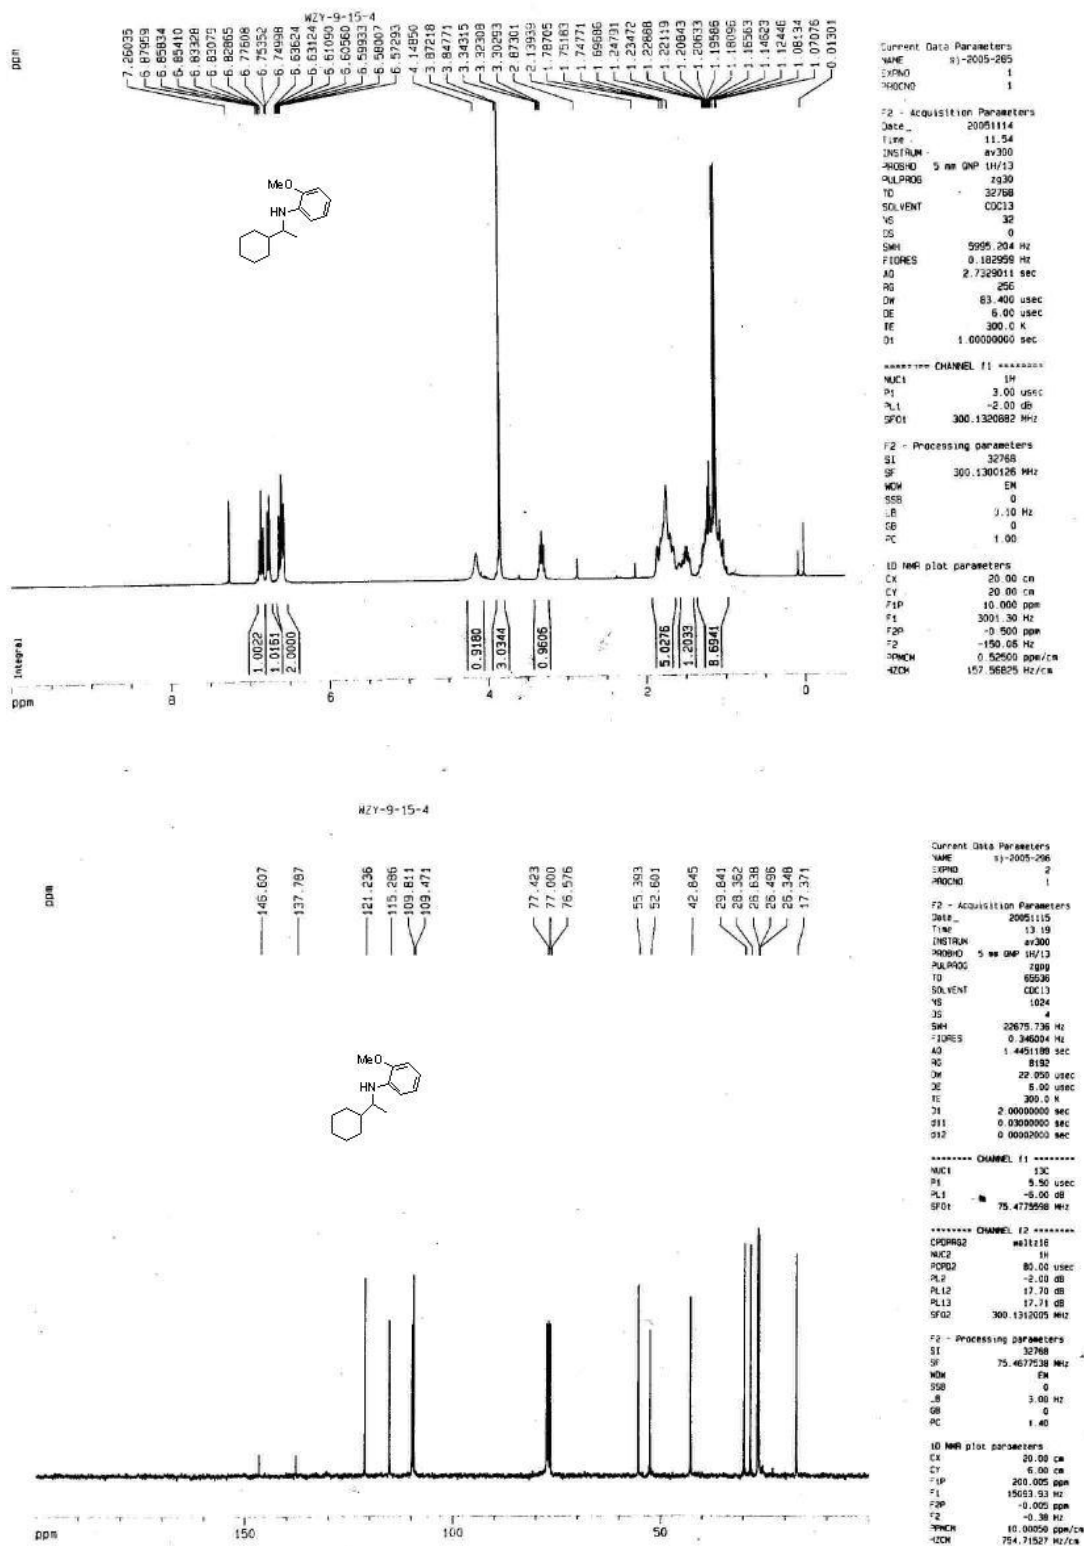 WZY-9-15-4
ppm
7.26035
6.87959
6.85834
6.85410
6.83328
6.83079
6.82865
6.77608
6.75352
6.74998
6.63624
6.63124
6.61090
6.60560
6.59933
6.58007
6.57293
4.14850
3.87218
3.84771
3.34315
3.32308
3.30293
2.87301
2.13939
1.78705
1.75183
1.74771
1.69686
1.24791
1.23472
1.22868
1.22119
1.20843
1.20633
1.19586
1.18096
1.16563
1.14623
1.12446
1.08134
1.07076
0.01301
MeO
HN
Integral
1.0022
1.0161
2.0000
0.9180
3.0344
0.9606
5.0276
1.2033
8.6941
ppm 8 6 4 2 0
Current Data Parameters
NAME sj-2005-285
EXPNO 1
PROCNO 1
F2 - Acquisition Parameters
Date_ 20051114
Time 11.54
INSTRUM av300
PROBHD 5 mm QNP 1H/13
PULPROG zg30
TD 32768
SOLVENT CDCl3
NS 32
DS 0
SWH 5995.204 Hz
FIDRES 0.182959 Hz
AQ 2.7329011 sec
RG 256
DW 83.400 usec
DE 6.00 usec
TE 300.0 K
D1 1.00000000 sec
CHANNEL f1 ========
NUC1 1H
P1 3.00 usec
PL1 -2.00 dB
SFO1 300.1320882 MHz
F2 - Processing parameters
SI 32768
SF 300.1300126 MHz
WDW EM
SSB 0
LB 0.10 Hz
GB 0
PC 1.00
1D NMR plot parameters
CX 20.00 cm
CY 20.00 cm
F1P 10.000 ppm
F1 3001.30 Hz
F2P -0.500 ppm
F2 -150.06 Hz
PPMCM 0.52500 ppm/cm
HZCM 157.56825 Hz/cm
WZY-9-15-4
ppm
146.607
137.787
121.236
115.286
109.811
109.471
77.423
77.000
76.576
55.393
52.601
42.845
29.841
28.362
26.638
26.496
26.348
17.371
MeO
HN
ppm 150 100 50
Current Data Parameters
NAME sj-2005-296
EXPNO 2
PROCNO 1
F2 - Acquisition Parameters
Date_ 20051115
Time 13.19
INSTRUM av300
PROBHD 5 mm QNP 1H/13
PULPROG zgpg
TD 65536
SOLVENT CDCl3
NS 1024
DS 4
SWH 22675.736 Hz
FIDRES 0.346004 Hz
AQ 1.4451188 sec
RG 8192
DW 22.050 usec
DE 6.00 usec
TE 300.0 K
D1 2.00000000 sec
d11 0.03000000 sec
d12 0.00002000 sec
======== CHANNEL f1 ========
NUC1 13C
P1 5.50 usec
PL1 -6.00 dB
SFO1 75.4775598 MHz
======== CHANNEL f2 ========
CPDPRG2 waltz16
NUC2 1H
PCPD2 80.00 usec
PL2 -2.00 dB
PL12 17.70 dB
PL13 17.71 dB
SFO2 300.1312005 MHz
F2 - Processing parameters
SI 32768
SF 75.4677538 MHz
WDW EM
SSB 0
LB 3.00 Hz
GB 0
PC 1.40
1D NMR plot parameters
CX 20.00 cm
CY 6.00 cm
F1P 200.005 ppm
F1 15093.93 Hz
F2P -0.005 ppm
F2 -0.38 Hz
PPMCM 10.00050 ppm/cm
HZCM 754.71527 Hz/cm